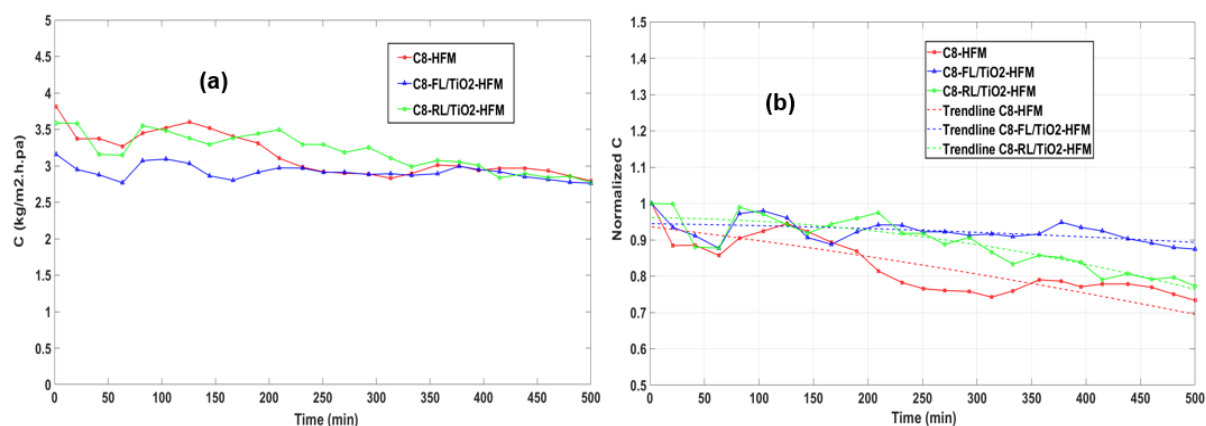 5
4.5
4
3.5
3
2.5
2
1.5
1
0.5
0
C (kg/m2.h.pa)
(a)
C8-HFM
C8-FL/TiO2-HFM
C8-RL/TiO2-HFM
0 50 100 150 200 250 300 350 400 450 500
Time (min)
1.5
1.4
1.3
1.2
1.1
1
0.9
0.8
0.7
0.6
0.5
Normalized C
(b)
C8-HFM
C8-FL/TiO2-HFM
C8-RL/TiO2-HFM
Trendline C8-HFM
Trendline C8-FL/TiO2-HFM
Trendline C8-RL/TiO2-HFM
0 50 100 150 200 250 300 350 400 450 500
Time (min)